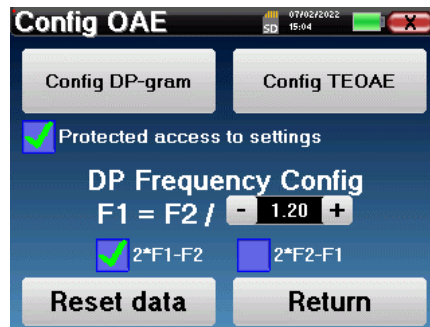 Config OAE
SD
07/02/2022
15:04
X
Config DP-gram
Config TEOAE
Protected access to settings
DP Frequency Config
F1 = F2 / - 1.20 +
2*F1-F2
2*F2-F1
Reset data
Return